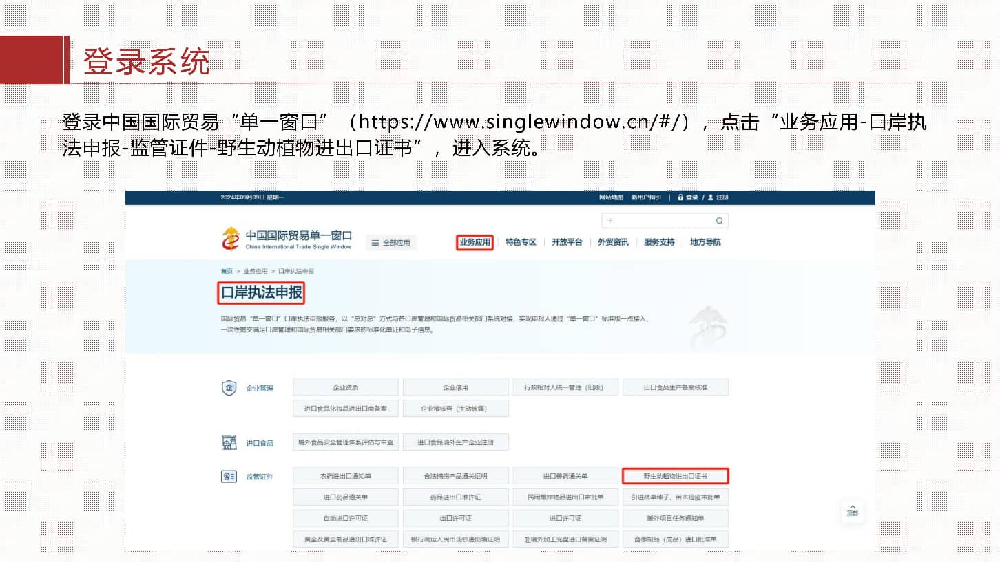 登录系统
登录中国国际贸易“单一窗口”（https://www.singlewindow.cn/#/），点击“业务应用-口岸执
法申报-监管证件-野生动植物进出口证书”，进入系统。
2024年09月09日 星期一
网站地图 新用户指引 | 登录 / 注册
中国国际贸易单一窗口
China International Trade Single Window
全部应用
业务应用 特色专区 开放平台 外贸资讯 服务支持 地方导航
首页 » 业务应用 » 口岸执法申报
口岸执法申报
国际贸易“单一窗口”口岸执法申报服务，以“总对总”方式与各口岸管理和国际贸易相关部门系统对接，实现申报人通过“单一窗口”标准版一点接入、
一次性提交满足口岸管理和国际贸易相关部门要求的标准化单证和电子信息。
企业管理 企业资质 企业信用 行政相对人统一管理（旧版） 出口食品生产备案核准
进口食品化妆品进出口商备案 企业稽核查（主动披露）
进口食品 境外食品安全管理体系评估与审查 进口食品境外生产企业注册
监管证件 农药进出口通知单 合法捕捞产品通关证明 进口兽药通关单 野生动植物进出口证书
进口药品通关单 药品进出口准许证 民用爆炸物品进出口审批单 引进林草种子、苗木检疫审批单
自动进口许可证 出口许可证 进口许可证 援外项目任务通知单
顶部
黄金及黄金制品进出口准许证 银行调运人民币现钞进出境证明 赴境外加工光盘进口备案证明 音像制品（成品）进口批准单